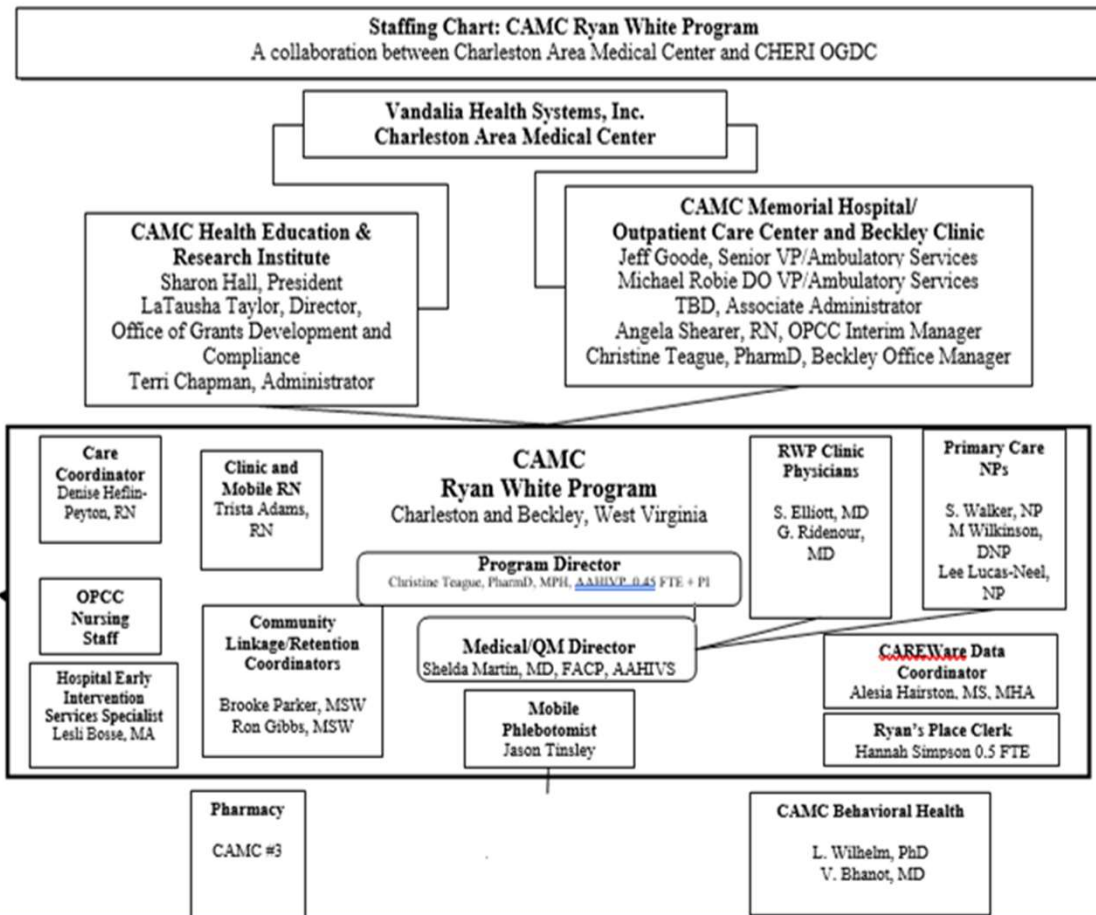 Staffing Chart: CAMC Ryan White Program
A collaboration between Charleston Area Medical Center and CHERI OGDC
Vandalia Health Systems, Inc.
Charleston Area Medical Center
CAMC Health Education &
Research Institute
Sharon Hall, President
LaTausha Taylor, Director,
Office of Grants Development and
Compliance
Terri Chapman, Administrator
CAMC Memorial Hospital/
Outpatient Care Center and Beckley Clinic
Jeff Goode, Senior VP/Ambulatory Services
Michael Robie DO VP/Ambulatory Services
TBD, Associate Administrator
Angela Shearer, RN, OPCC Interim Manager
Christine Teague, PharmD, Beckley Office Manager
Care
Coordinator
Denise Heflin-
Peyton, RN
Clinic and
Mobile RN
Trista Adams,
RN
CAMC
Ryan White Program
Charleston and Beckley, West Virginia
RWP Clinic
Physicians
S. Elliott, MD
G. Ridenour,
MD
Primary Care
NPs
S. Walker, NP
M Wilkinson,
DNP
Lee Lucas-Neel,
NP
Program Director
Christine Teague, PharmD, MPH, AAHIVP 0.45 FTE + PI
OPCC
Nursing
Staff
Community
Linkage/Retention
Coordinators
Brooke Parker, MSW
Ron Gibbs, MSW
Medical/QM Director
Shelda Martin, MD, FACP, AAHIVS
CAREWare Data
Coordinator
Alesia Hairston, MS, MHA
Hospital Early
Intervention
Services Specialist
Lesli Bosse, MA
Mobile
Phlebotomist
Jason Tinsley
Ryan's Place Clerk
Hannah Simpson 0.5 FTE
Pharmacy
CAMC #3
CAMC Behavioral Health
L. Wilhelm, PhD
V. Bhanot, MD